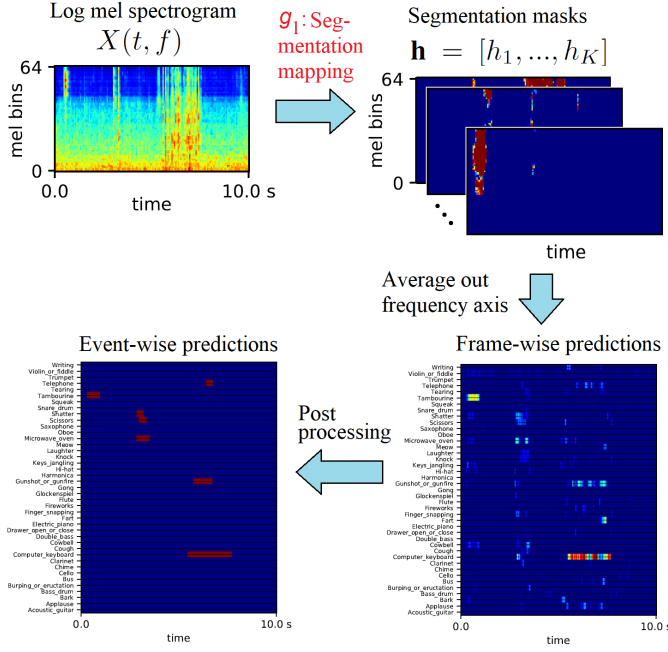 Log mel spectrogram
X(t, f)
64
mel bins
0
0.0
10.0 s
time
g₁: Seg-
mentation
mapping
Segmentation masks
h = [h₁, ..., h_K]
64
mel bins
0
time
Average out
frequency axis
Event-wise predictions
Writing
Violin_or_fiddle
Trumpet
Telephone
Tearing
Tambourine
Squeak
Snare_drum
Shatter
Scissors
Saxophone
Oboe
Microwave_oven
Meow
Laughter
Knock
Keys_jangling
Hi-hat
Harmonica
Gunshot_or_gunfire
Gong
Glockenspiel
Flute
Fireworks
Finger_snapping
Fart
Electric_piano
Drawer_open_or_close
Double_bass
Cowbell
Cough
Computer_keyboard
Clarinet
Chime
Cello
Bus
Burping_or_eructation
Bass_drum
Bark
Applause
Acoustic_guitar
0.0
10.0 s
time
Post
processing
Frame-wise predictions
Writing
Violin_or_fiddle
Trumpet
Telephone
Tearing
Tambourine
Squeak
Snare_drum
Shatter
Scissors
Saxophone
Oboe
Microwave_oven
Meow
Laughter
Knock
Keys_jangling
Hi-hat
Harmonica
Gunshot_or_gunfire
Gong
Glockenspiel
Flute
Fireworks
Finger_snapping
Fart
Electric_piano
Drawer_open_or_close
Double_bass
Cowbell
Cough
Computer_keyboard
Clarinet
Chime
Cello
Bus
Burping_or_eructation
Bass_drum
Bark
Applause
Acoustic_guitar
0.0
10.0 s
time